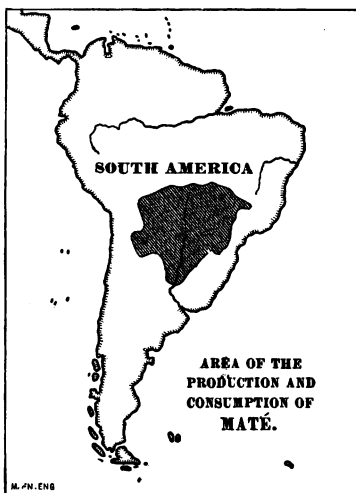 SOUTH AMERICA
AREA OF THE
PRODUCTION AND
CONSUMPTION OF
MATÉ.